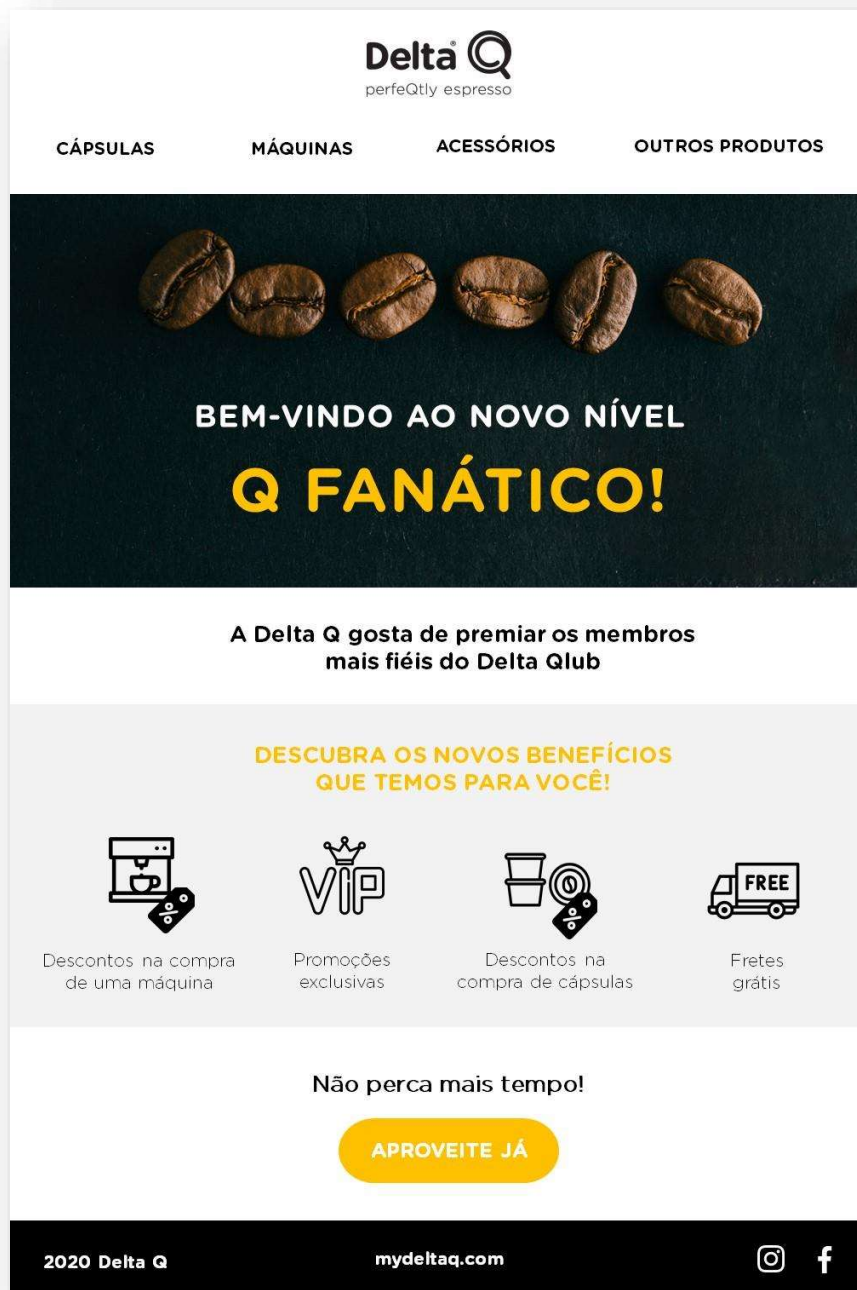 Delta Q
perfeQtly espresso
CÁPSULAS
MÁQUINAS
ACESSÓRIOS
OUTROS PRODUTOS
BEM-VINDO AO NOVO NÍVEL
Q FANÁTICO!
A Delta Q gosta de premiar os membros
mais fiéis do Delta Qlub
DESCUBRA OS NOVOS BENEFÍCIOS
QUE TEMOS PARA VOCÊ!
%
Descontos na compra
de uma máquina
VIP
Promoções
exclusivas
%
Descontos na
compra de cápsulas
FREE
Fretes
grátis
Não perca mais tempo!
APROVEITE JÁ
2020 Delta Q
mydeltaq.com